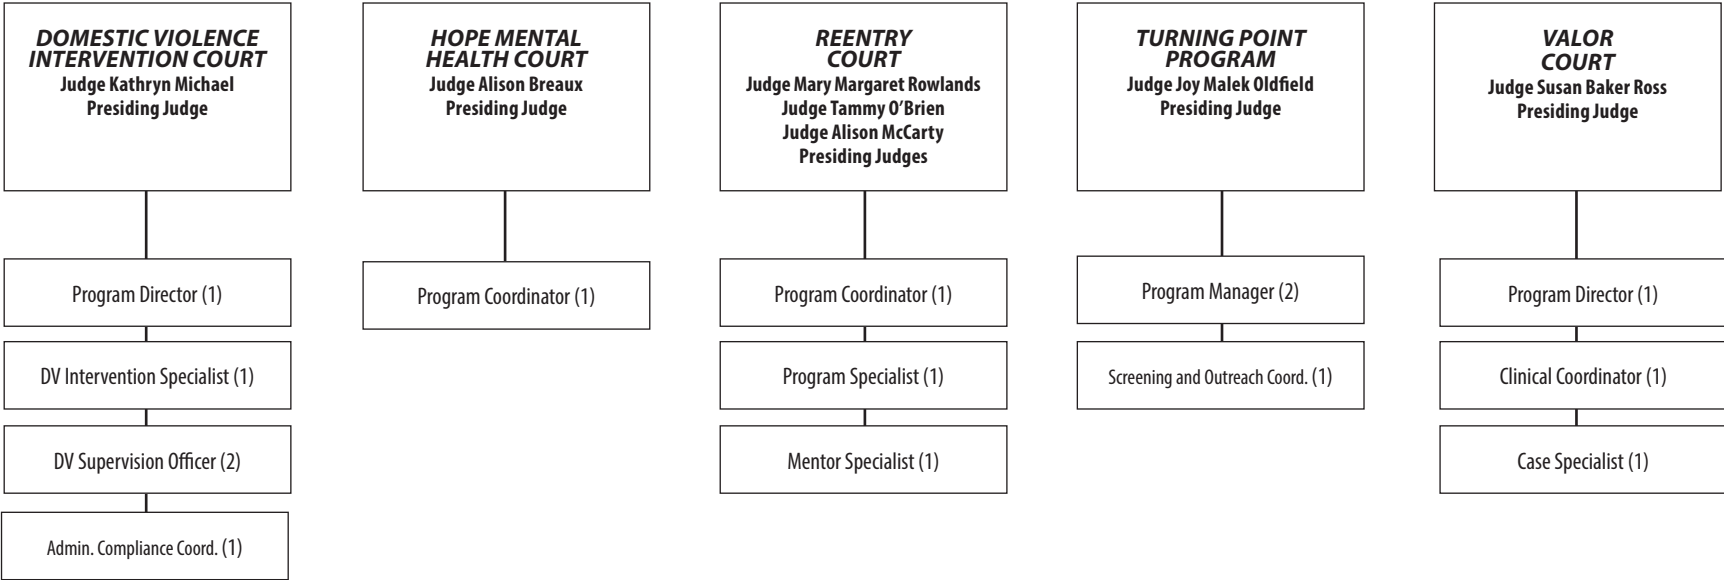 DOMESTIC VIOLENCE
INTERVENTION COURT
Judge Kathryn Michael
Presiding Judge
Program Director (1)
DV Intervention Specialist (1)
DV Supervision Officer (2)
Admin. Compliance Coord. (1)
HOPE MENTAL
HEALTH COURT
Judge Alison Breaux
Presiding Judge
Program Coordinator (1)
REENTRY
COURT
Judge Mary Margaret Rowlands
Judge Tammy O’Brien
Judge Alison McCarty
Presiding Judges
Program Coordinator (1)
Program Specialist (1)
Mentor Specialist (1)
TURNING POINT
PROGRAM
Judge Joy Malek Oldfield
Presiding Judge
Program Manager (2)
Screening and Outreach Coord. (1)
VALOR
COURT
Judge Susan Baker Ross
Presiding Judge
Program Director (1)
Clinical Coordinator (1)
Case Specialist (1)